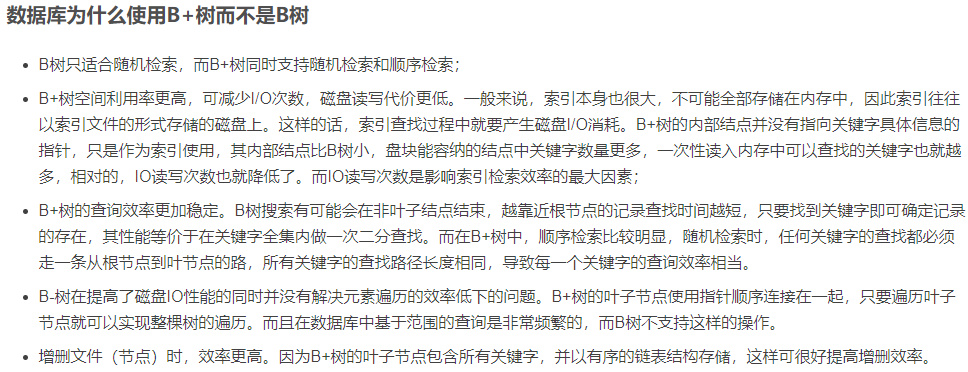 数据库为什么使用B+树而不是B树
B树只适合随机检索，而B+树同时支持随机检索和顺序检索；
B+树空间利用率更高，可减少I/O次数，磁盘读写代价更低。一般来说，索引本身也很大，不可能全部存储在内存中，因此索引往往
以索引文件的形式存储的磁盘上。这样的话，索引查找过程中就要产生磁盘I/O消耗。B+树的内部结点并没有指向关键字具体信息的
指针，只是作为索引使用，其内部结点比B树小，盘块能容纳的结点中关键字数量更多，一次性读入内存中可以查找的关键字也就越
多，相对的，IO读写次数也就降低了。而IO读写次数是影响索引检索效率的最大因素；
B+树的查询效率更加稳定。B树搜索有可能会在非叶子结点结束，越靠近根节点的记录查找时间越短，只要找到关键字即可确定记录
的存在，其性能等价于在关键字全集内做一次二分查找。而在B+树中，顺序检索比较明显，随机检索时，任何关键字的查找都必须
走一条从根节点到叶节点的路，所有关键字的查找路径长度相同，导致每一个关键字的查询效率相当。
B-树在提高了磁盘IO性能的同时并没有解决元素遍历的效率低下的问题。B+树的叶子节点使用指针顺序连接在一起，只要遍历叶子
节点就可以实现整棵树的遍历。而且在数据库中基于范围的查询是非常频繁的，而B树不支持这样的操作。
增删文件（节点）时，效率更高。因为B+树的叶子节点包含所有关键字，并以有序的链表结构存储，这样可很好提高增删效率。